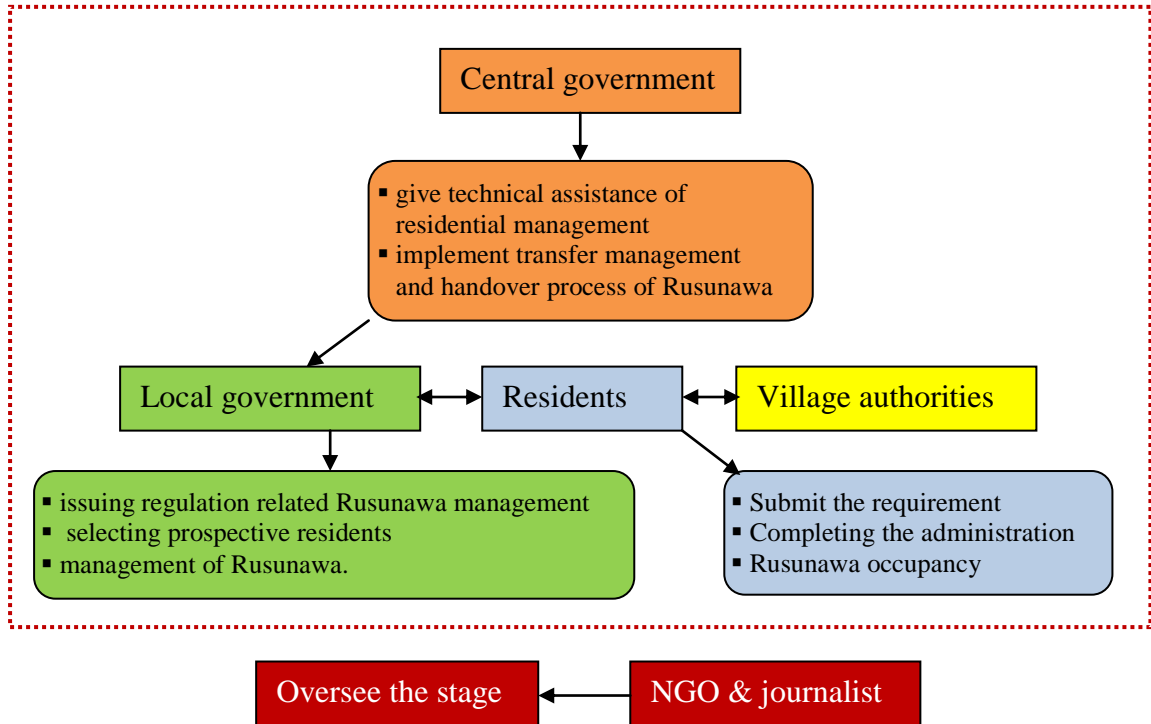 Central government
▪ give technical assistance of
residential management
▪ implement transfer management
and handover process of Rusunawa
Local government
Residents
Village authorities
▪ issuing regulation related Rusunawa management
▪ selecting prospective residents
▪ management of Rusunawa.
▪ Submit the requirement
▪ Completing the administration
▪ Rusunawa occupancy
Oversee the stage
NGO & journalist